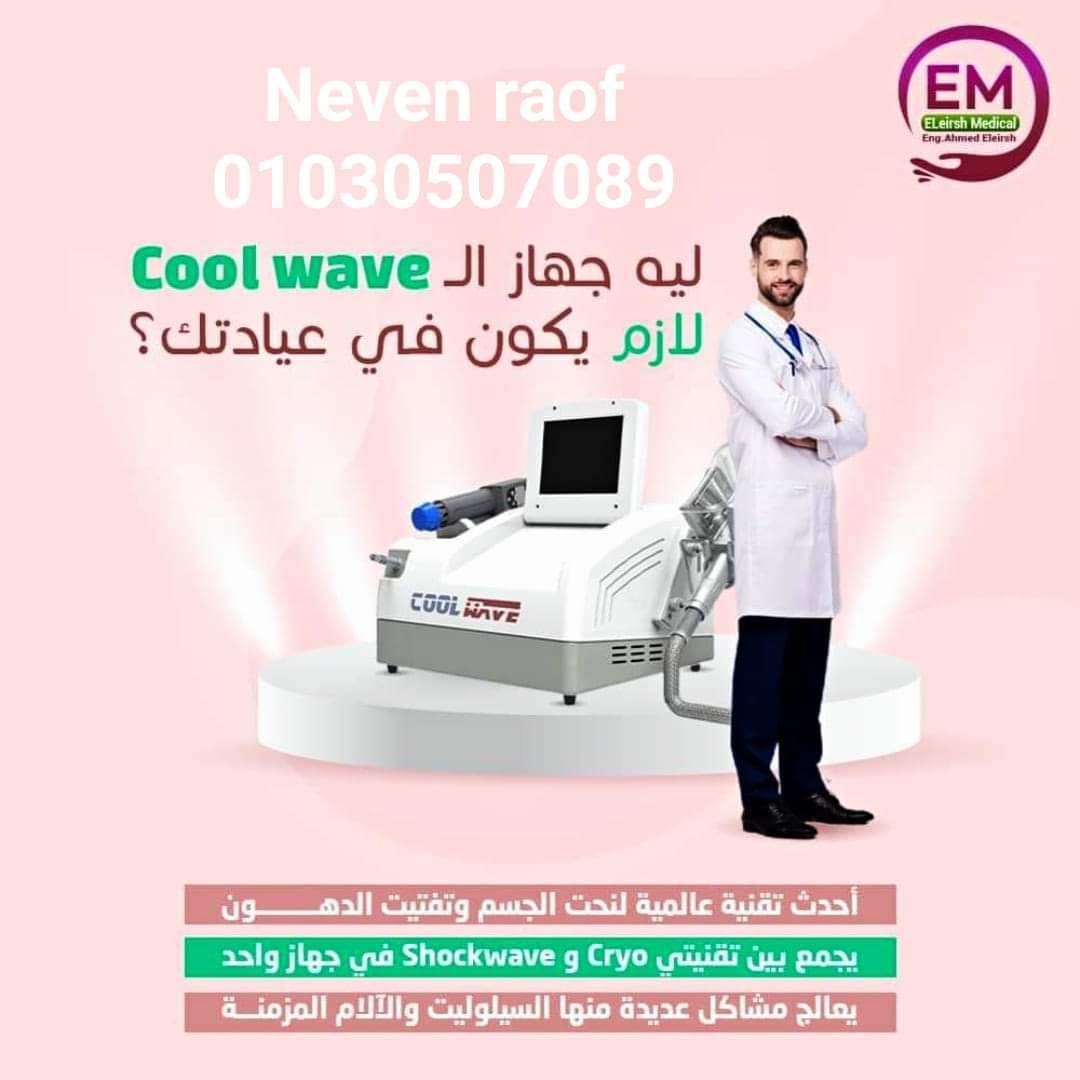 Neven raof
01030507089
EM
ELeirsh Medical
Eng.Ahmed Eleirsh
ليه جهاز الـ Cool wave
لازم يكون في عيادتك؟
COOL WAVE
أحدث تقنية عالمية لنحت الجسم وتفتيت الدهـــــــون
يجمع بين تقنيتي Cryo و Shockwave في جهاز واحد
يعالج مشاكل عديدة منها السيلوليت والآلام المزمنــة